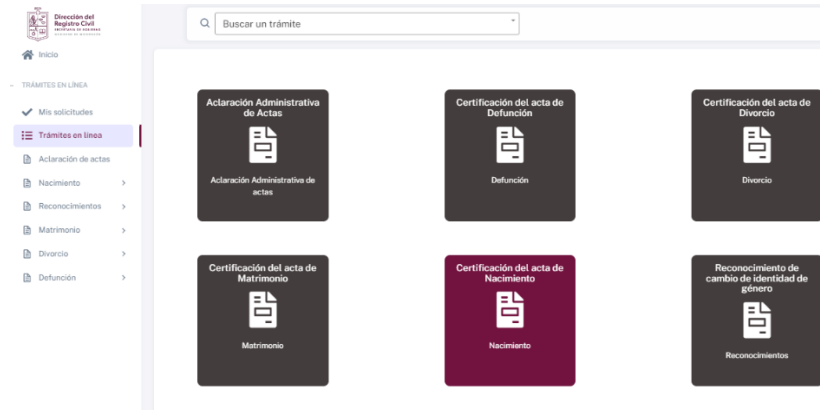 Dirección del
Registro Civil
Buscar un trámite
Inicio
TRÁMITES EN LÍNEA
Mis solicitudes
Trámites en línea
Aclaración de actas
Nacimiento
Reconocimientos
Matrimonio
Divorcio
Defunción
Aclaración Administrativa
de Actas
Aclaración Administrativa de
actas
Certificación del acta de
Defunción
Defunción
Certificación del acta de
Divorcio
Divorcio
Certificación del acta de
Matrimonio
Matrimonio
Certificación del acta de
Nacimiento
Nacimiento
Reconocimiento de
cambio de identidad de
género
Reconocimientos